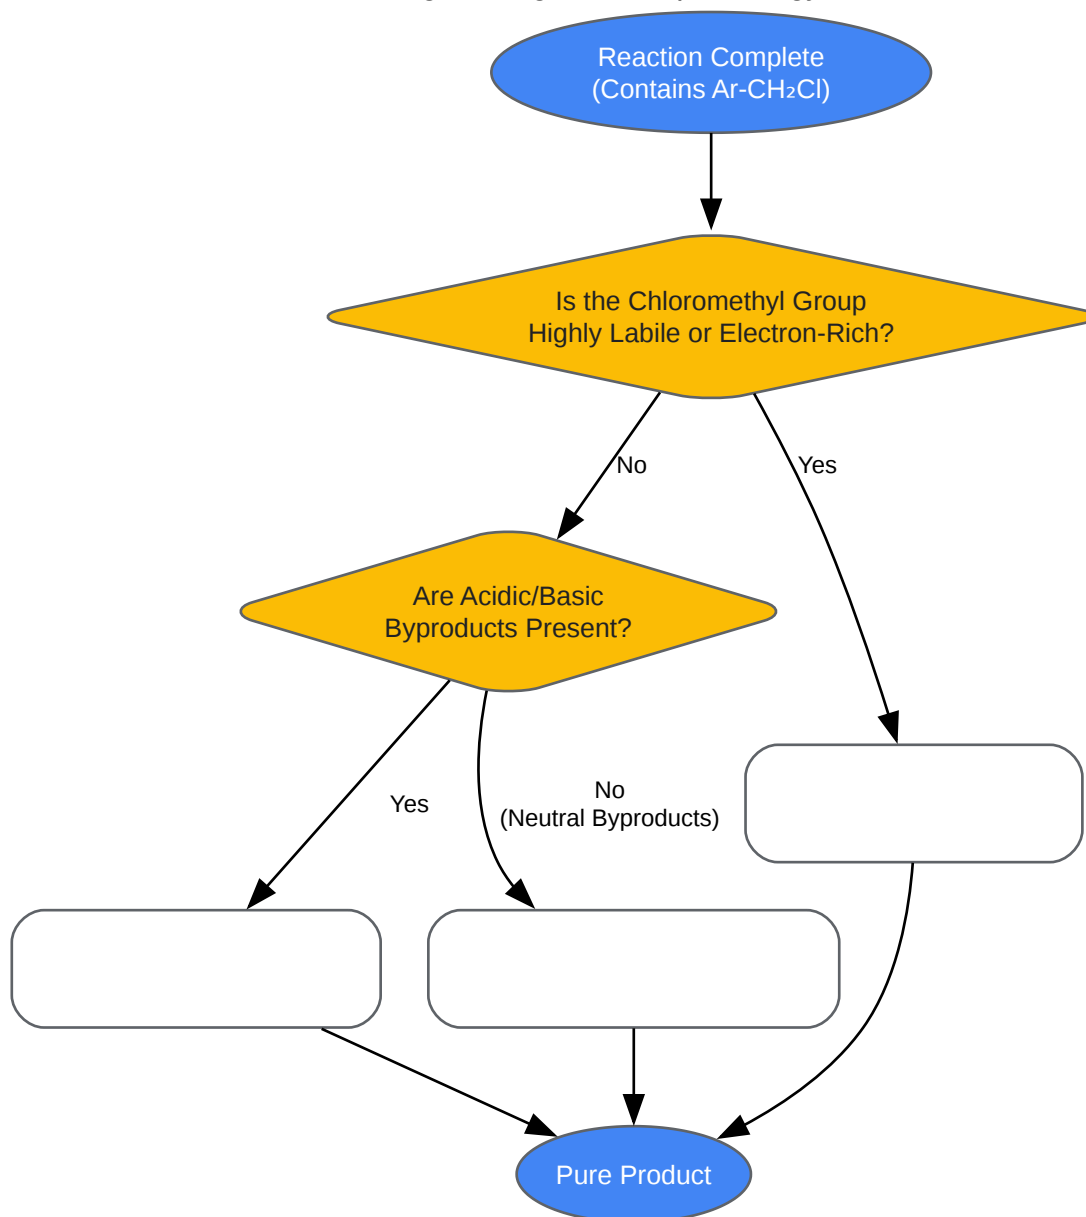 Reaction Complete
(Contains Ar-CH₂Cl)
Is the Chloromethyl Group
Highly Labile or Electron-Rich?
No
Yes
Are Acidic/Basic
Byproducts Present?
Yes
No
(Neutral Byproducts)
Pure Product